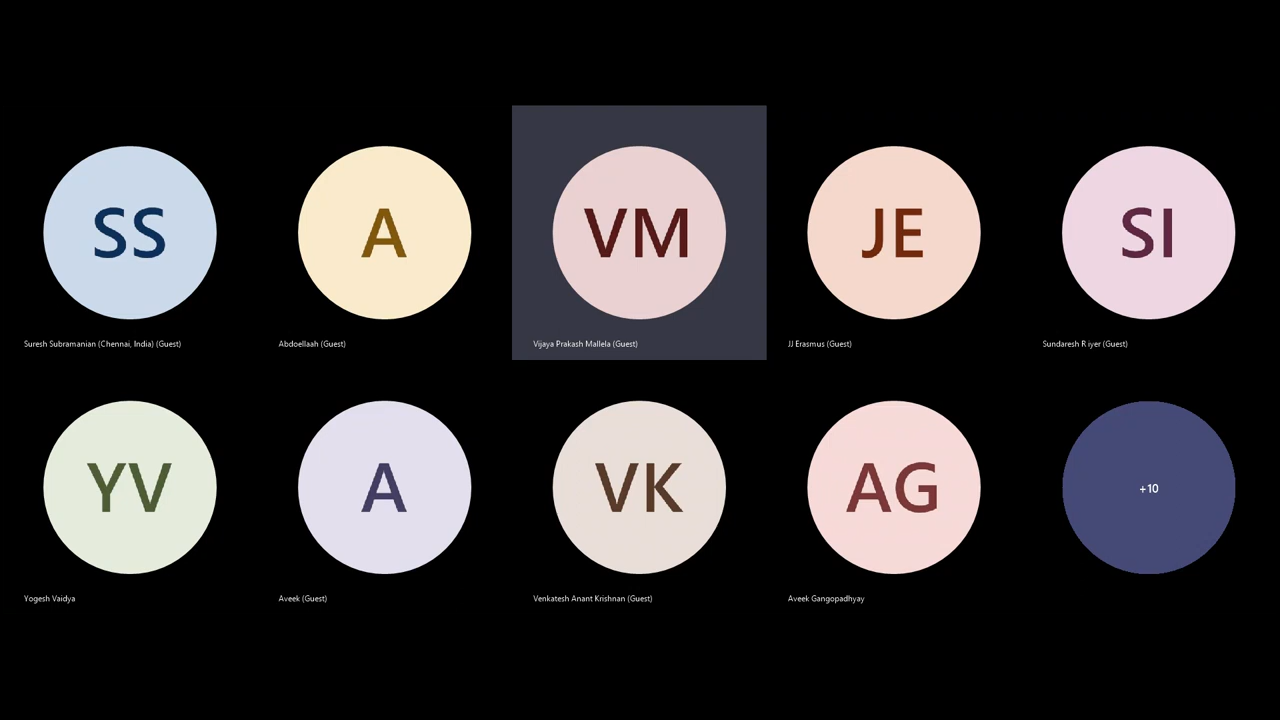 SS
A
VM
JE
SI
Suresh Subramanian (Chennai, India) (Guest)
Abdoellaah (Guest)
Vijaya Prakash Mallela (Guest)
JJ Erasmus (Guest)
Sundaresh R iyer (Guest)
YV
A
VK
AG
+10
Yogesh Vaidya
Aveek (Guest)
Venkatesh Anant Krishnan (Guest)
Aveek Gangopadhyay